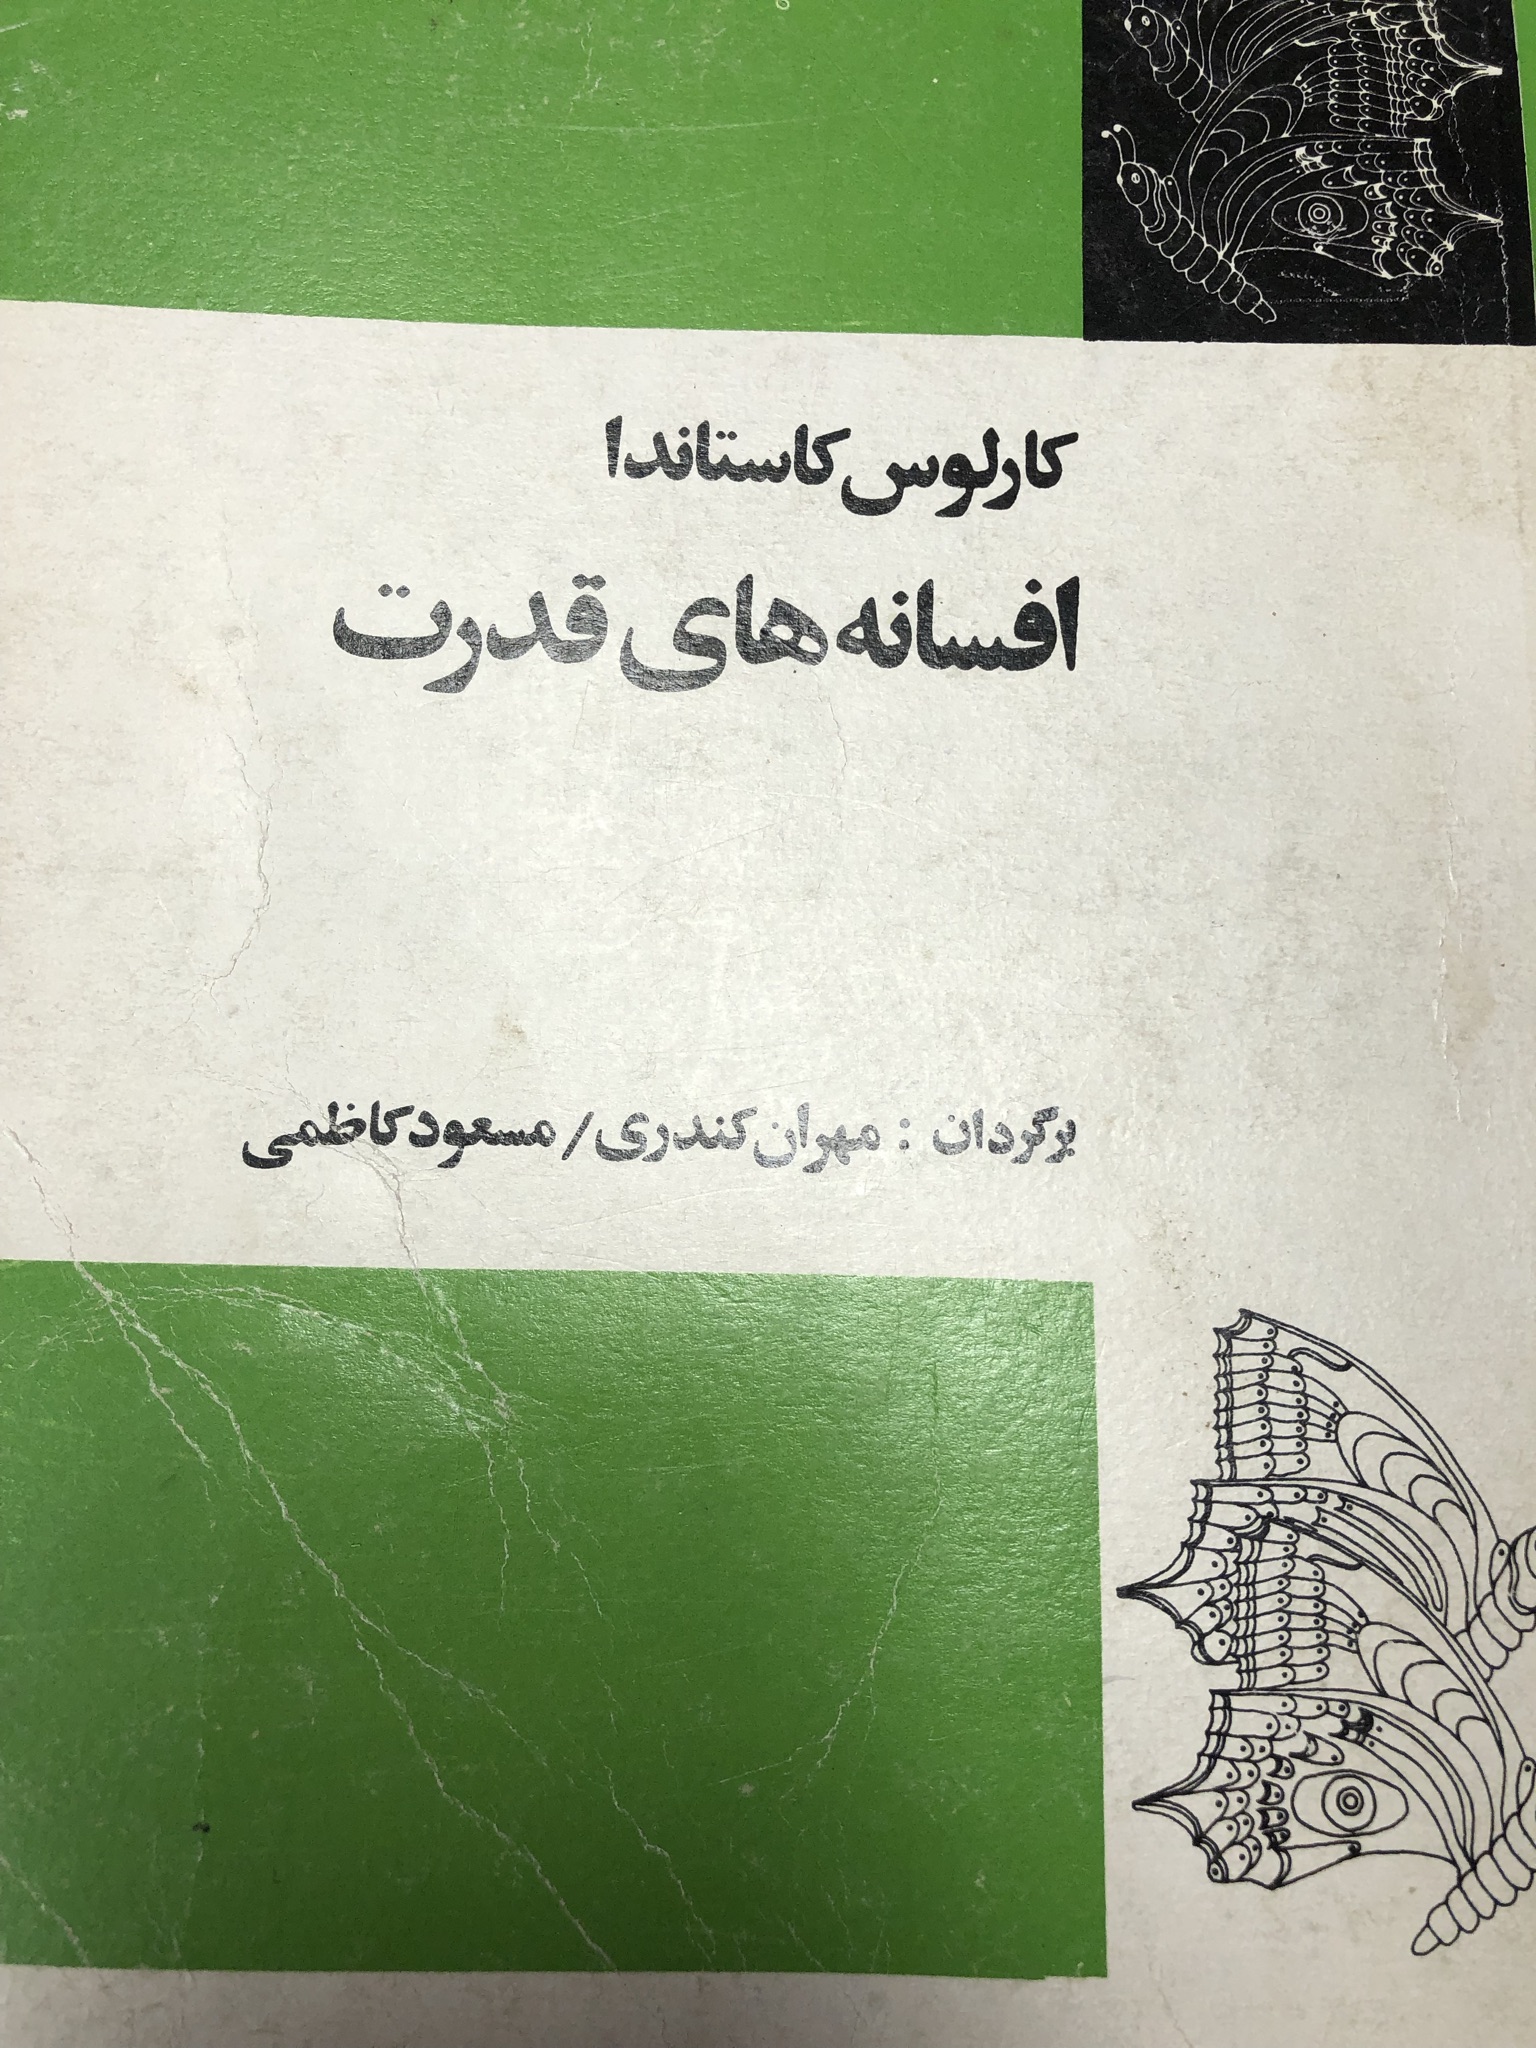 کارلوس کاستاندا
افسانه‌های قدرت
برگردان : مهران کندری / مسعود کاظمی